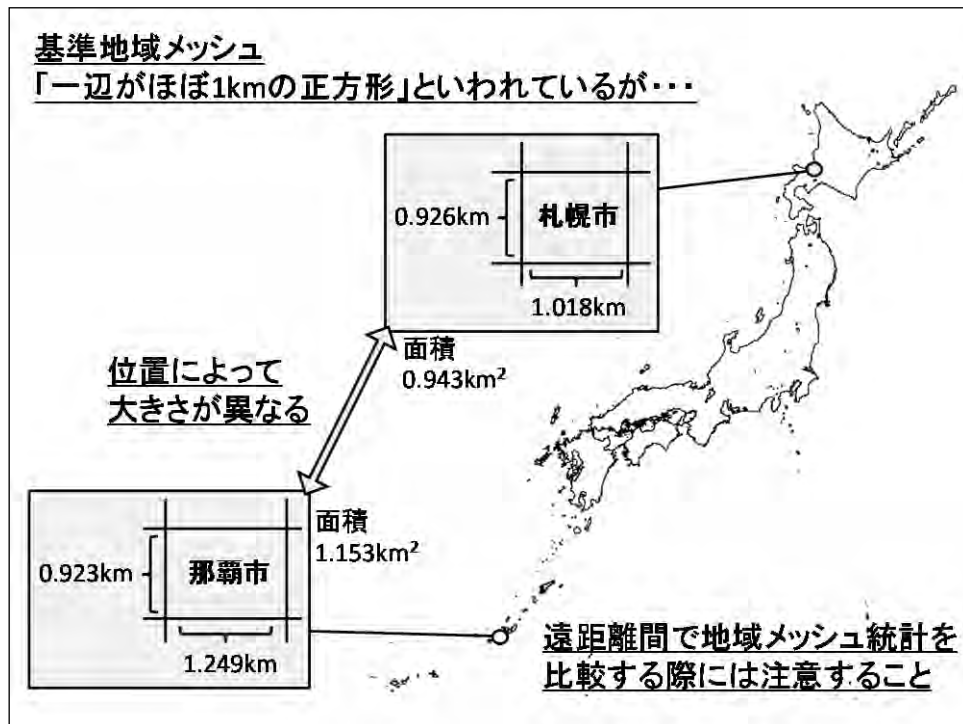 基準地域メッシュ
「一辺がほぼ1kmの正方形」といわれているが・・・
0.926km
札幌市
1.018km
面積
0.943km²
位置によって
大きさが異なる
面積
1.153km²
0.923km
那覇市
1.249km
遠距離間で地域メッシュ統計を
比較する際には注意すること